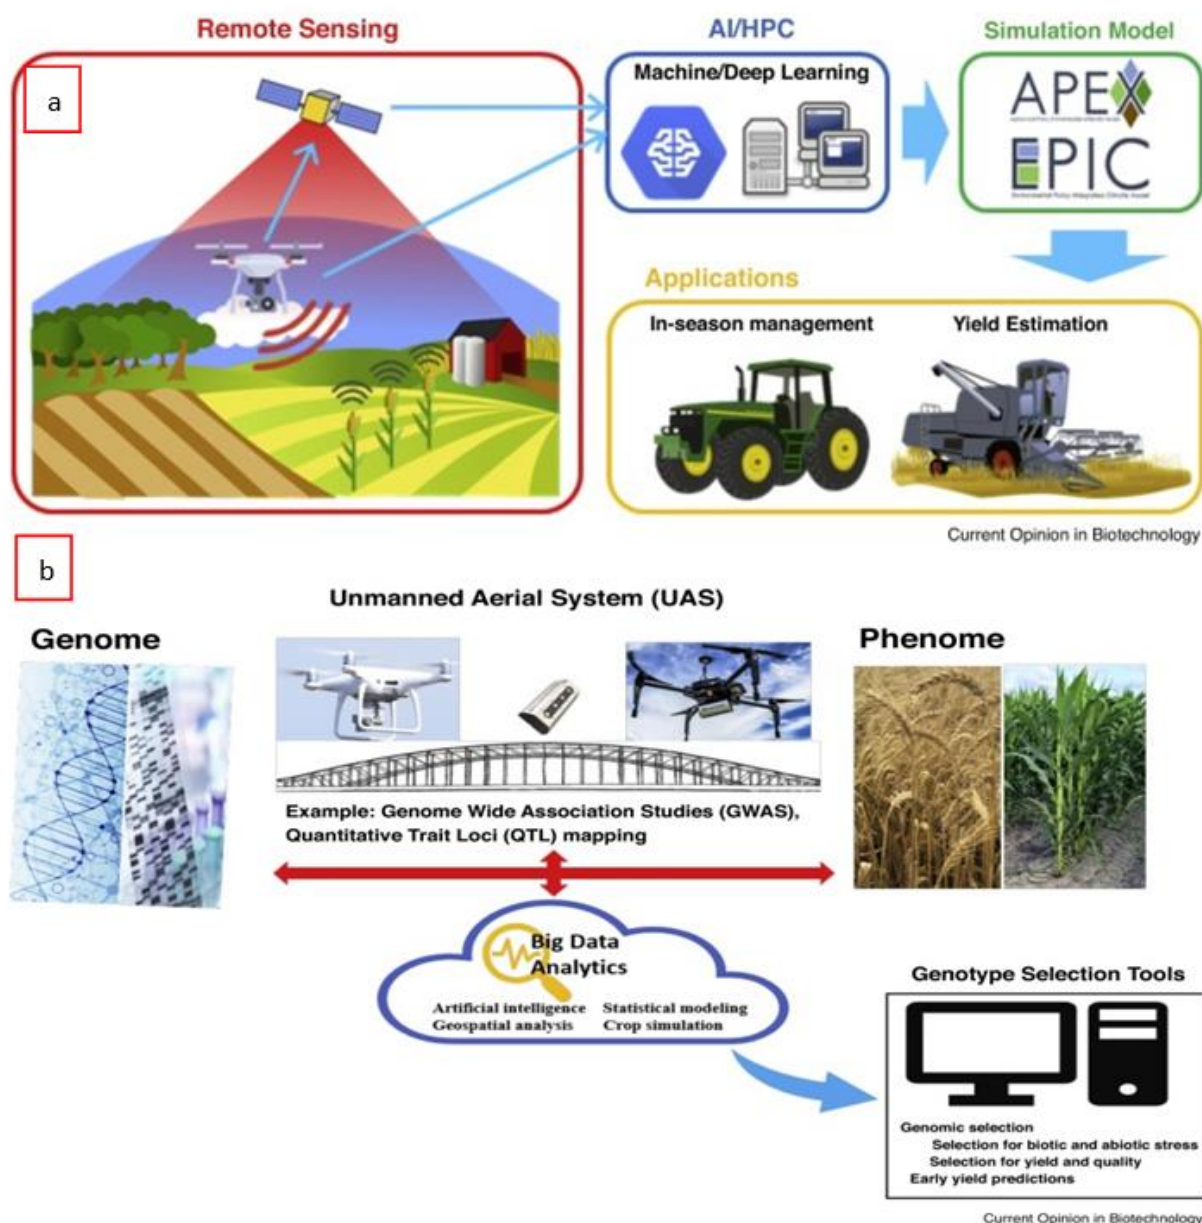 Remote Sensing
AI/HPC
Simulation Model
a
Machine/Deep Learning
APEX
EPIC
Applications
In-season management
Yield Estimation
Current Opinion in Biotechnology
b
Unmanned Aerial System (UAS)
Genome
Phenome
Example: Genome Wide Association Studies (GWAS),
Quantitative Trait Loci (QTL) mapping
Big Data
Analytics
Artificial intelligence Statistical modeling
Geospatial analysis Crop simulation
Genotype Selection Tools
Genomic selection
Selection for biotic and abiotic stress
Selection for yield and quality
Early yield predictions
Current Opinion in Biotechnology